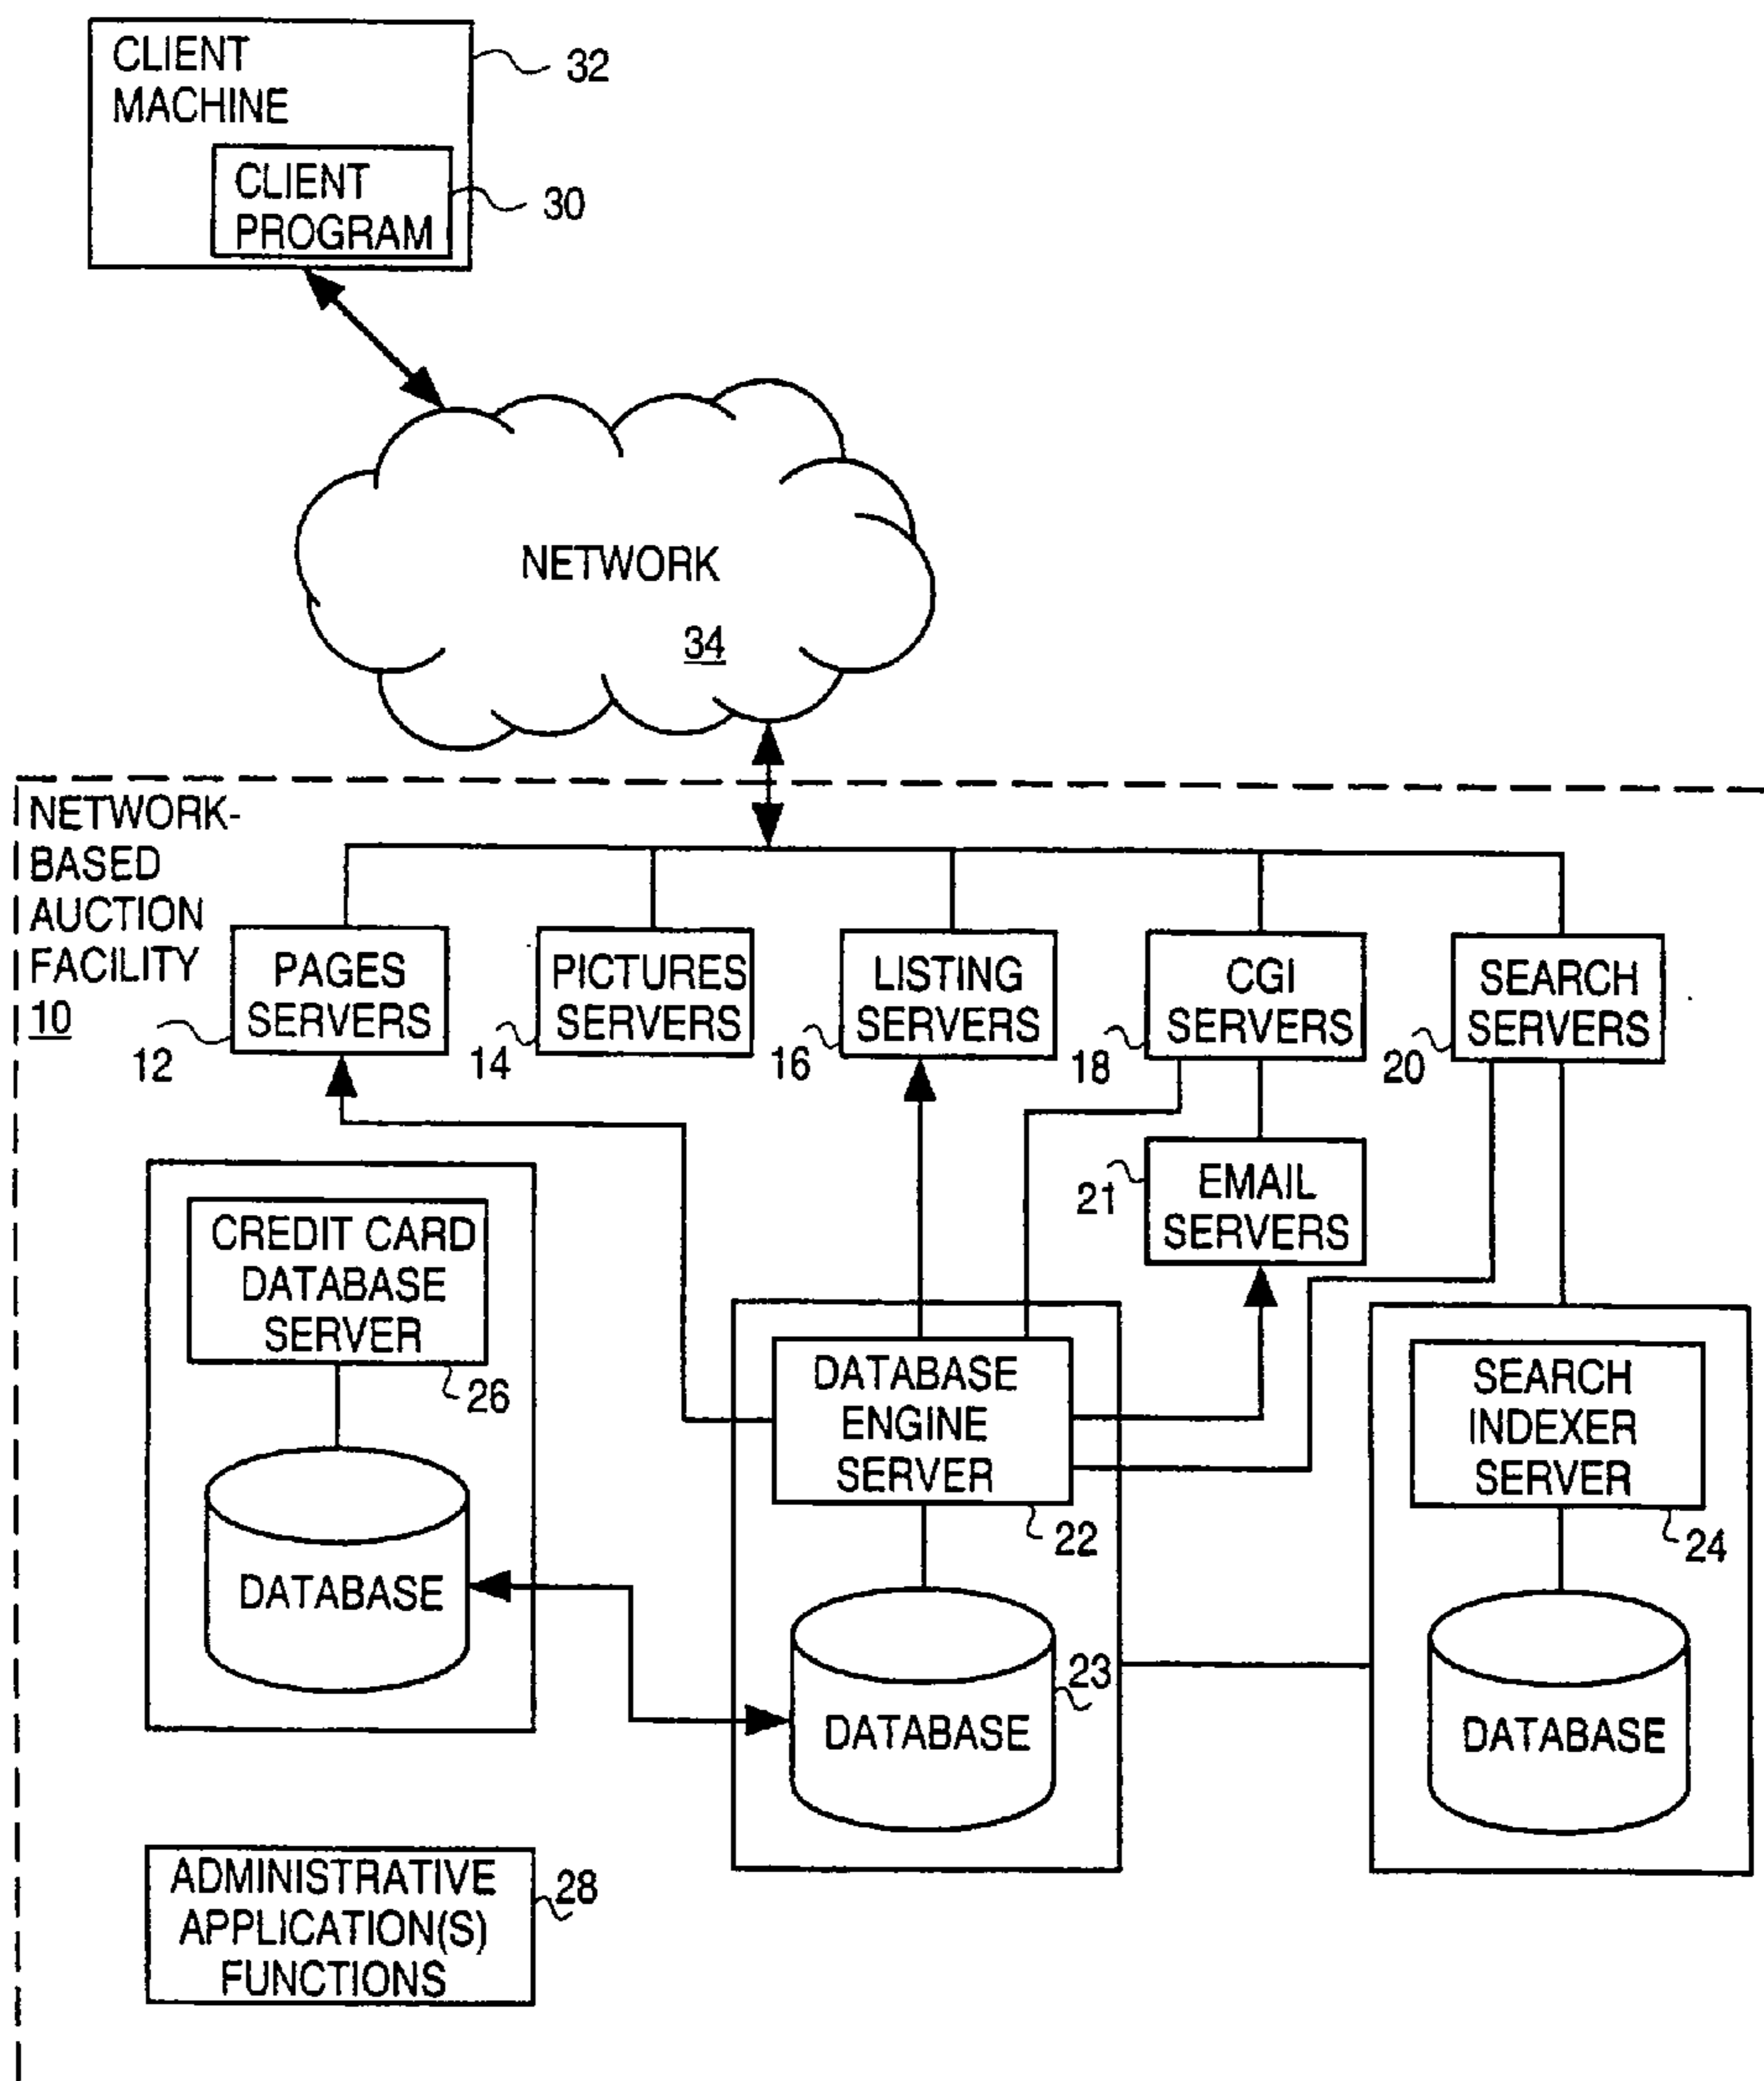 CLIENT
MACHINE
32
CLIENT
PROGRAM
30
NETWORK
34
NETWORK-
BASED
AUCTION
FACILITY
10
PAGES
SERVERS
12
PICTURES
SERVERS
14
LISTING
SERVERS
16
CGI
SERVERS
18
SEARCH
SERVERS
20
EMAIL
SERVERS
21
CREDIT CARD
DATABASE
SERVER
26
DATABASE
DATABASE
ENGINE
SERVER
22
DATABASE
23
SEARCH
INDEXER
SERVER
24
DATABASE
ADMINISTRATIVE
APPLICATION(S)
FUNCTIONS
28